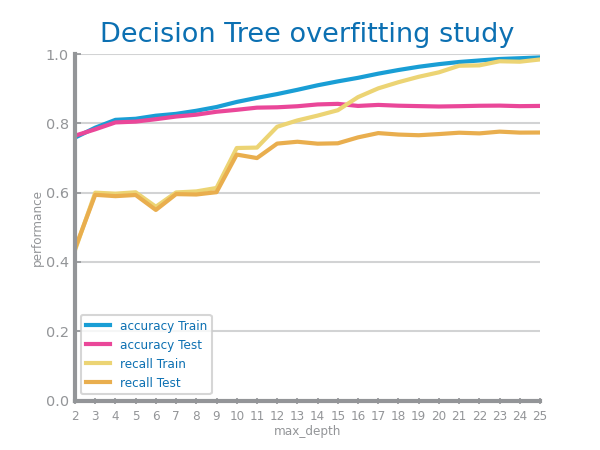 Decision Tree overfitting study
performance
1.0
0.8
0.6
0.4
0.2
0.0
accuracy Train
accuracy Test
recall Train
recall Test
2 3 4 5 6 7 8 9 10 11 12 13 14 15 16 17 18 19 20 21 22 23 24 25
max_depth